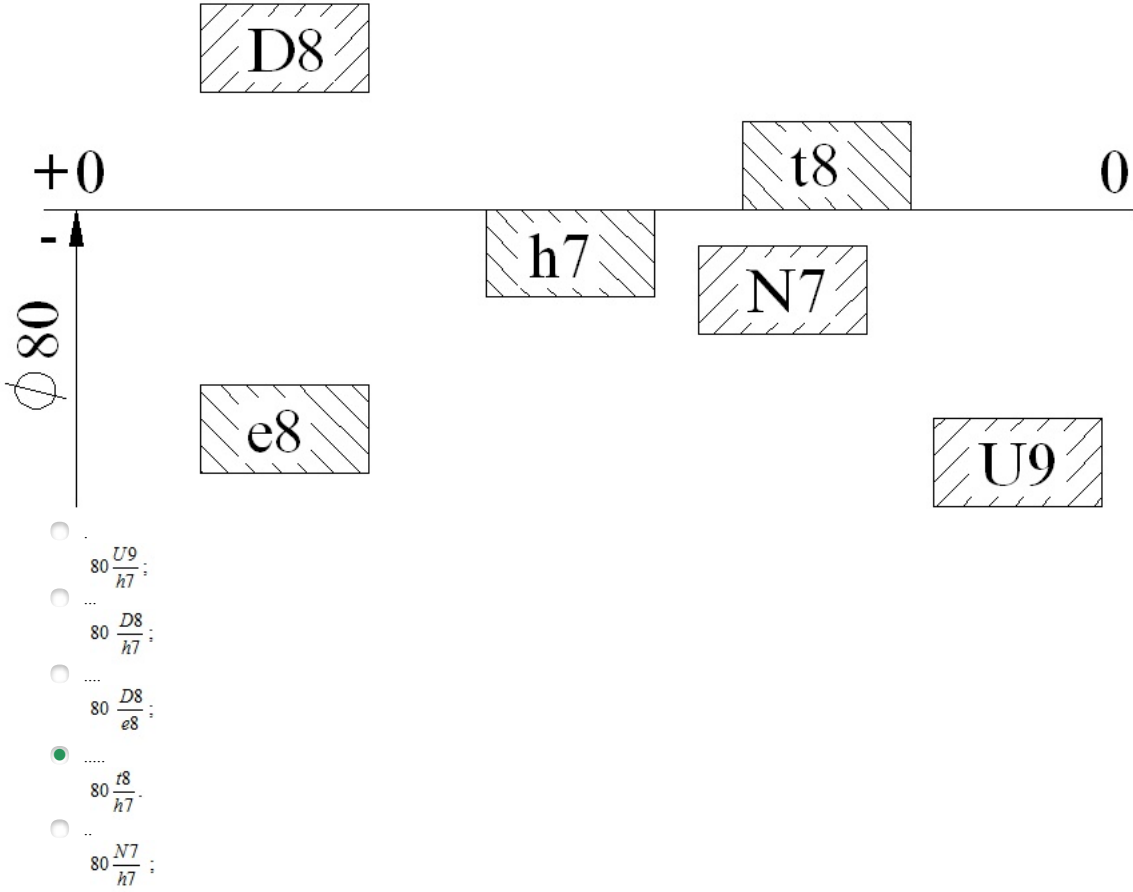 D8
+0
t8
0
-
h7
N7
ϕ80
e8
U9
.
80 U9/h7 ;
...
80 D8/h7 ;
....
80 D8/e8 ;
.....
80 t8/h7 .
..
80 N7/h7 ;